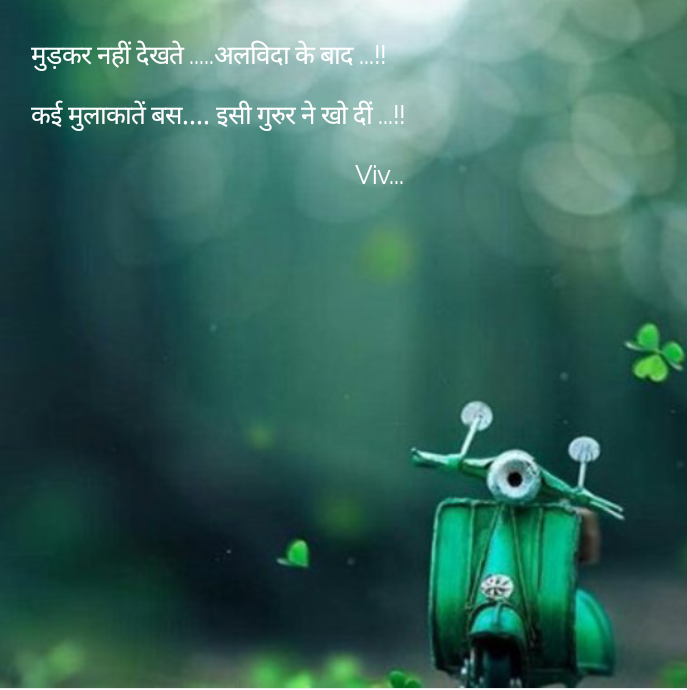 मुड़कर नहीं देखते .....अलविदा के बाद ...!!
कई मुलाकातें बस.... इसी गुरुर ने खो दीं ...!!
Viv...